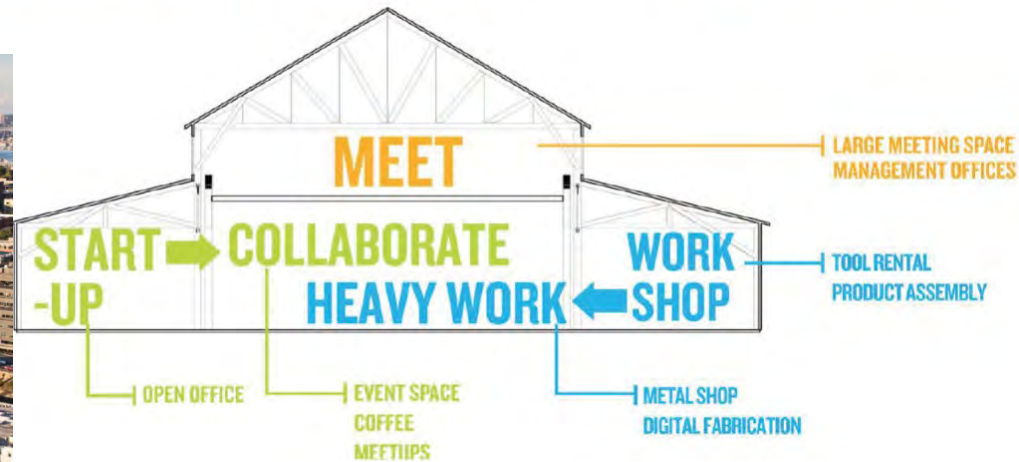 MEET
LARGE MEETING SPACE
MANAGEMENT OFFICES
START
-UP
COLLABORATE
HEAVY WORK
WORK
SHOP
TOOL RENTAL
PRODUCT ASSEMBLY
OPEN OFFICE
EVENT SPACE
COFFEE
MEETUPS
METAL SHOP
DIGITAL FABRICATION